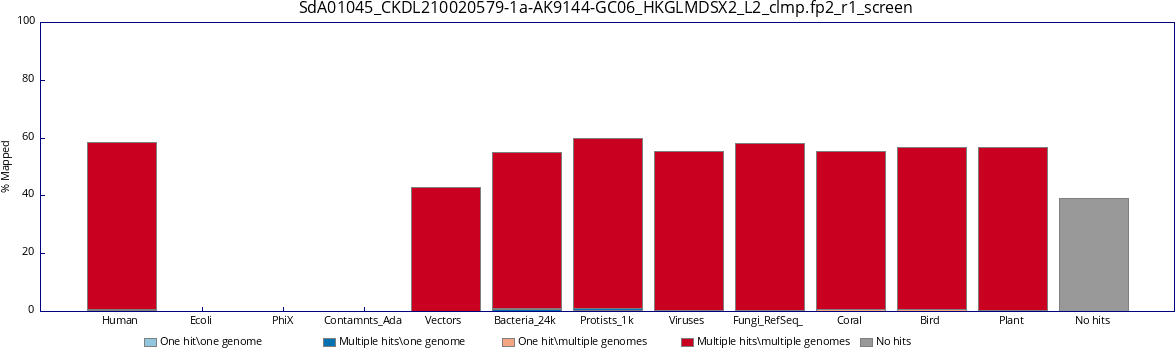 SdA01045_CKDL210020579-1a-AK9144-GC06_HKGLMDSX2_L2_clmp.fp2_r1_screen
100
80
60
40
20
0
% Mapped
Human Ecoli PhiX Contamnts_Ada Vectors Bacteria_24k Protists_1k Viruses Fungi_RefSeq_ Coral Bird Plant No hits
One hit\one genome Multiple hits\one genome One hit\multiple genomes Multiple hits\multiple genomes No hits